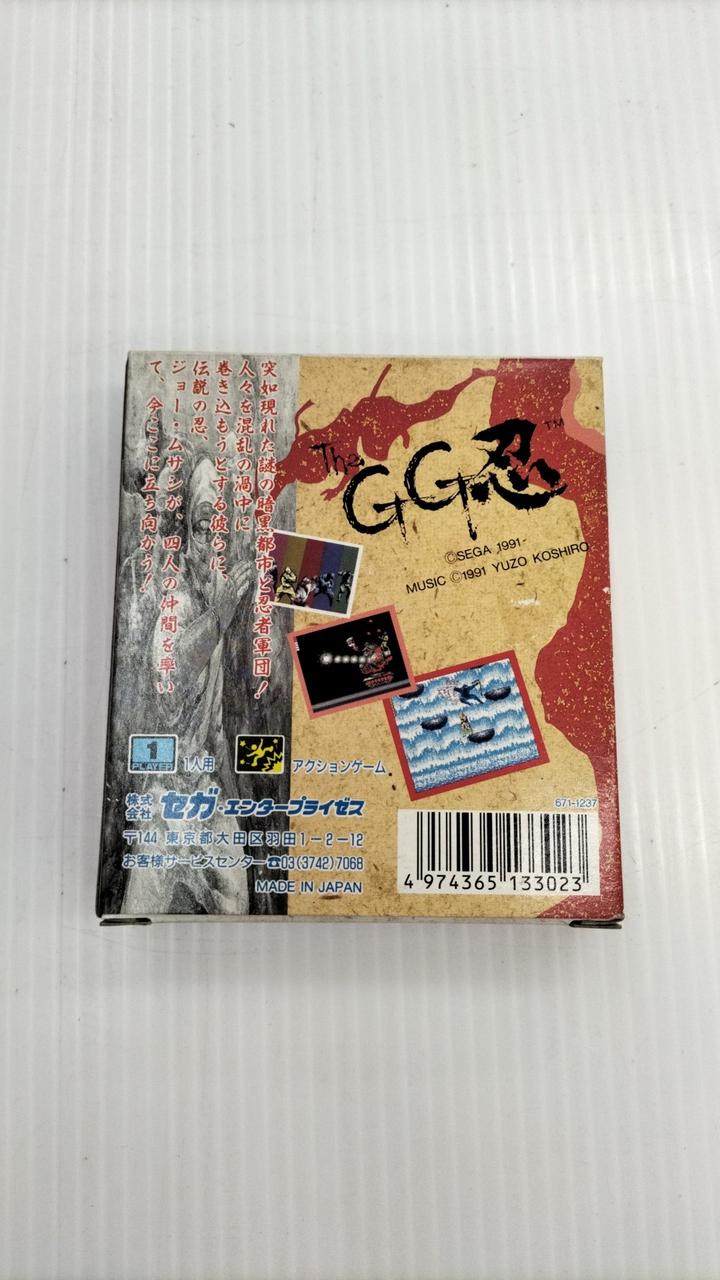 突如現れた謎の暗黒都市と忍者軍団！
人々を混乱の渦中に
巻き込もうとする彼らに、
伝説の忍、
ジョー・ムサシが、四人の仲間を率い
て、今ここに立ち向かう！
The
GG忍™
©SEGA 1991
MUSIC ©1991 YUZO KOSHIRO
1
PLAYER
1人用
アクションゲーム
株式会社 セガ・エンタープライゼス
〒144 東京都大田区羽田1-2-12
お客様サービスセンター☎03(3742)7068
MADE IN JAPAN
671-1237
4 974365 133023